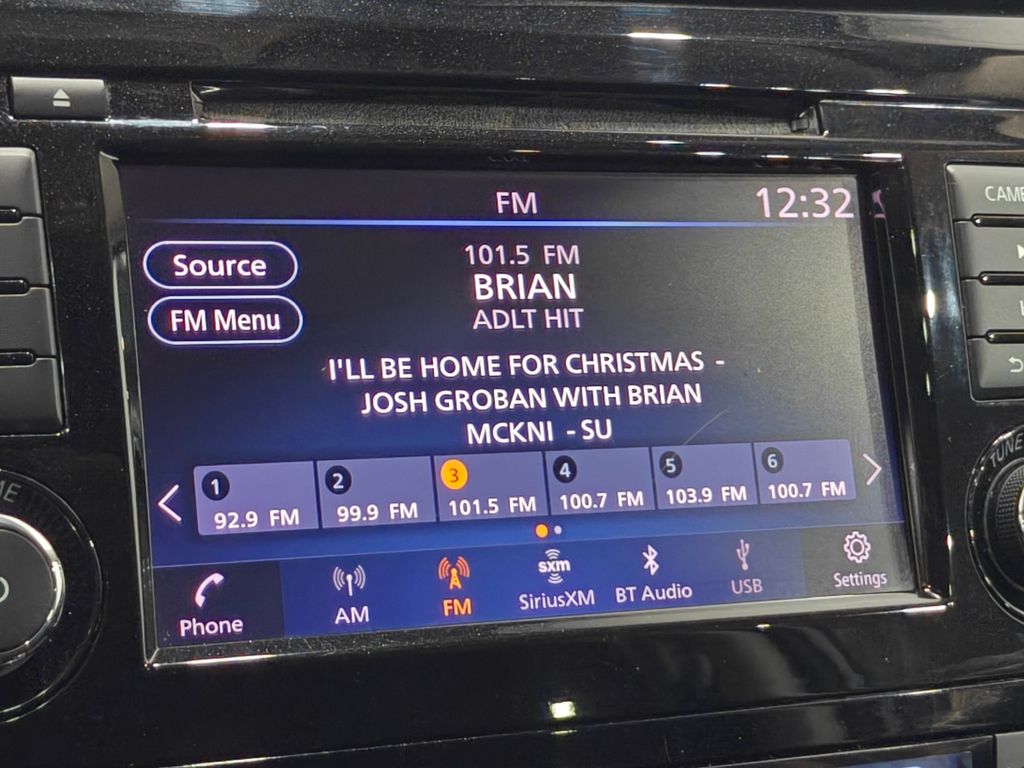 FM
12:32
Source
101.5 FM
BRIAN
FM Menu
ADLT HIT
I'LL BE HOME FOR CHRISTMAS -
JOSH GROBAN WITH BRIAN
MCKNI - SU
1 2 3 4 5 6
92.9 FM 99.9 FM 101.5 FM 100.7 FM 103.9 FM 100.7 FM
sxm
Phone AM FM SiriusXM BT Audio USB Settings
TUNE